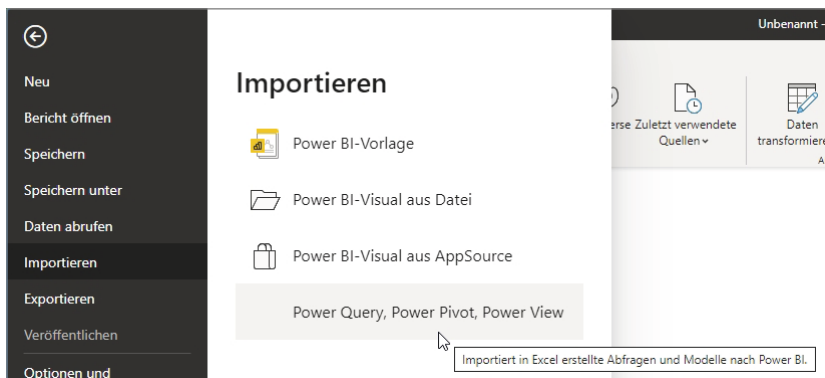 Unbenannt -
Neu
Bericht öffnen
Speichern
Speichern unter
Daten abrufen
Importieren
Exportieren
Veröffentlichen
Optionen und
Importieren
Power BI-Vorlage
Power BI-Visual aus Datei
Power BI-Visual aus AppSource
Power Query, Power Pivot, Power View
Importiert in Excel erstellte Abfragen und Modelle nach Power BI.
erse Zuletzt verwendete
Quellen
Daten
transformiere
A